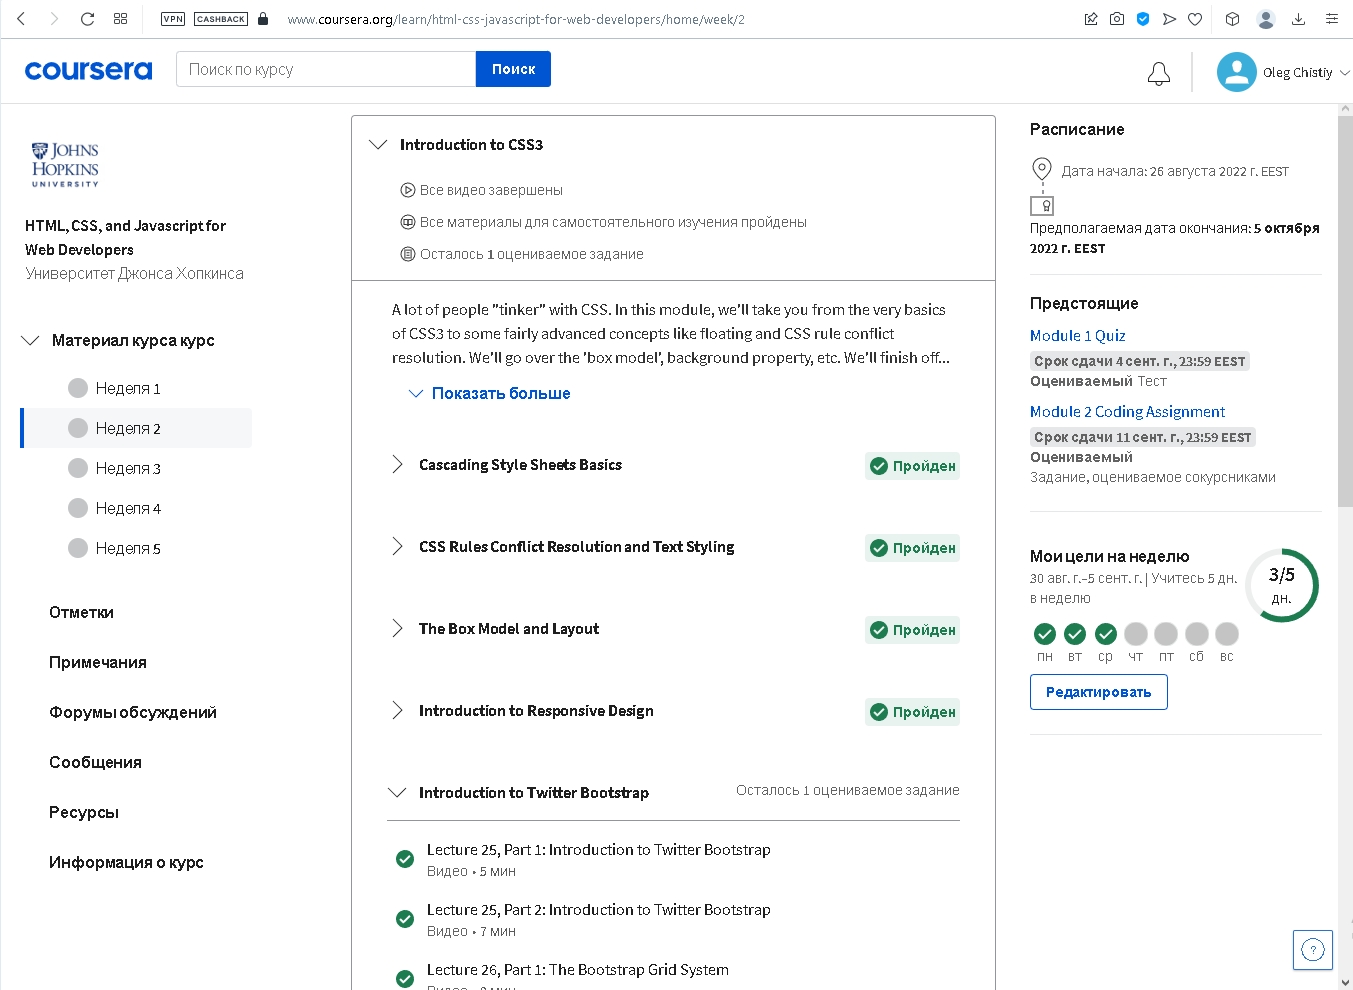 VPN
CASHBACK
www.coursera.org/learn/html-css-javascript-for-web-developers/home/week/2
coursera
Поиск по курсу
Поиск
Oleg Chistiy
JOHNS
HOPKINS
UNIVERSITY
HTML, CSS, and Javascript for
Web Developers
Университет Джонса Хопкинса
Материал курса курс
Неделя 1
Неделя 2
Неделя 3
Неделя 4
Неделя 5
Отметки
Примечания
Форумы обсуждений
Сообщения
Ресурсы
Информация о курс
Introduction to CSS3
Все видео завершены
Все материалы для самостоятельного изучения пройдены
Осталось 1 оцениваемое задание
A lot of people "tinker" with CSS. In this module, we'll take you from the very basics
of CSS3 to some fairly advanced concepts like floating and CSS rule conflict
resolution. We'll go over the 'box model', background property, etc. We'll finish off...
Показать больше
Cascading Style Sheets Basics
Пройден
CSS Rules Conflict Resolution and Text Styling
Пройден
The Box Model and Layout
Пройден
Introduction to Responsive Design
Пройден
Introduction to Twitter Bootstrap
Осталось 1 оцениваемое задание
Lecture 25, Part 1: Introduction to Twitter Bootstrap
Видео • 5 мин
Lecture 25, Part 2: Introduction to Twitter Bootstrap
Видео • 7 мин
Lecture 26, Part 1: The Bootstrap Grid System
Расписание
Дата начала: 26 августа 2022 г. EEST
Предполагаемая дата окончания: 5 октября
2022 г. EEST
Предстоящие
Module 1 Quiz
Срок сдачи 4 сент. г., 23:59 EEST
Оцениваемый Тест
Module 2 Coding Assignment
Срок сдачи 11 сент. г., 23:59 EEST
Оцениваемый
Задание, оцениваемое сокурсниками
Мои цели на неделю
30 авг. г.–5 сент. г. | Учитесь 5 дн.
в неделю
3/5
дн.
пн вт ср чт пт сб вс
Редактировать
?